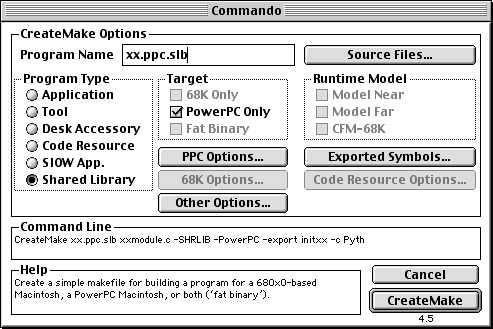 Commando
CreateMake Options
Program Name xx.ppc.slb Source Files...
Program Type
Application
Tool
Desk Accessory
Code Resource
SIOW App.
Shared Library
Target
68K Only
PowerPC Only
Fat Binary
Runtime Model
Model Near
Model Far
CFM-68K
PPC Options... Exported Symbols...
68K Options... Code Resource Options...
Other Options...
Command Line
CreateMake xx.ppc.slb xxmodule.c -SHRLIB -PowerPC -export initxx -c Pyth
Help
Create a simple makefile for building a program for a 680x0-based
Macintosh, a PowerPC Macintosh, or both ('fat binary').
Cancel
CreateMake
4.5